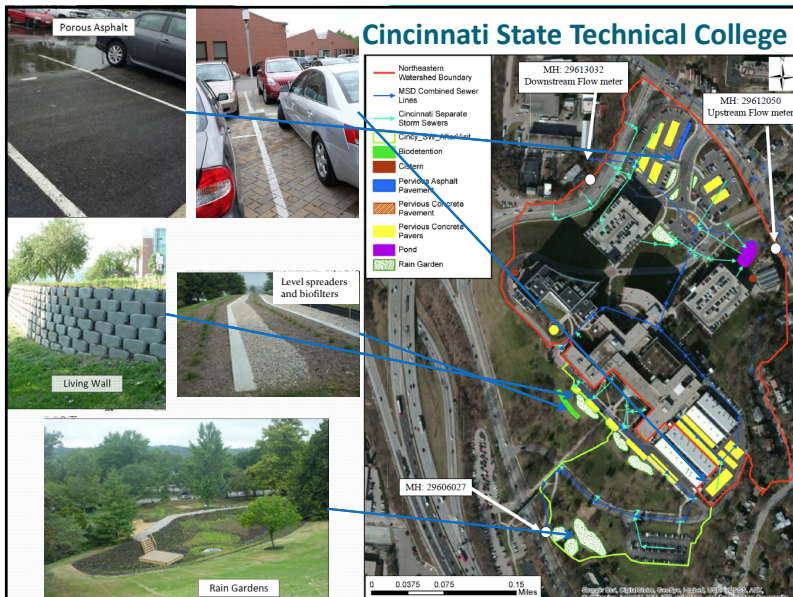 Cincinnati State Technical College
Porous Asphalt
Level spreaders
and biofilters
Living Wall
Rain Gardens
Northeastern
Watershed Boundary
MSD Combined Sewer
Lines
Cincinnati Separate
Storm Sewers
Cincy_SW_AfterVisit
Biodetention
Cistern
Pervious Asphalt
Pavement
Pervious Concrete
Pavement
Pervious Concrete
Pavers
Pond
Rain Garden
MH: 29613032
Downstream Flow meter
MH: 29612050
Upstream Flow meter
N
MH: 29606027
0 0.0375 0.075 0.15
Miles